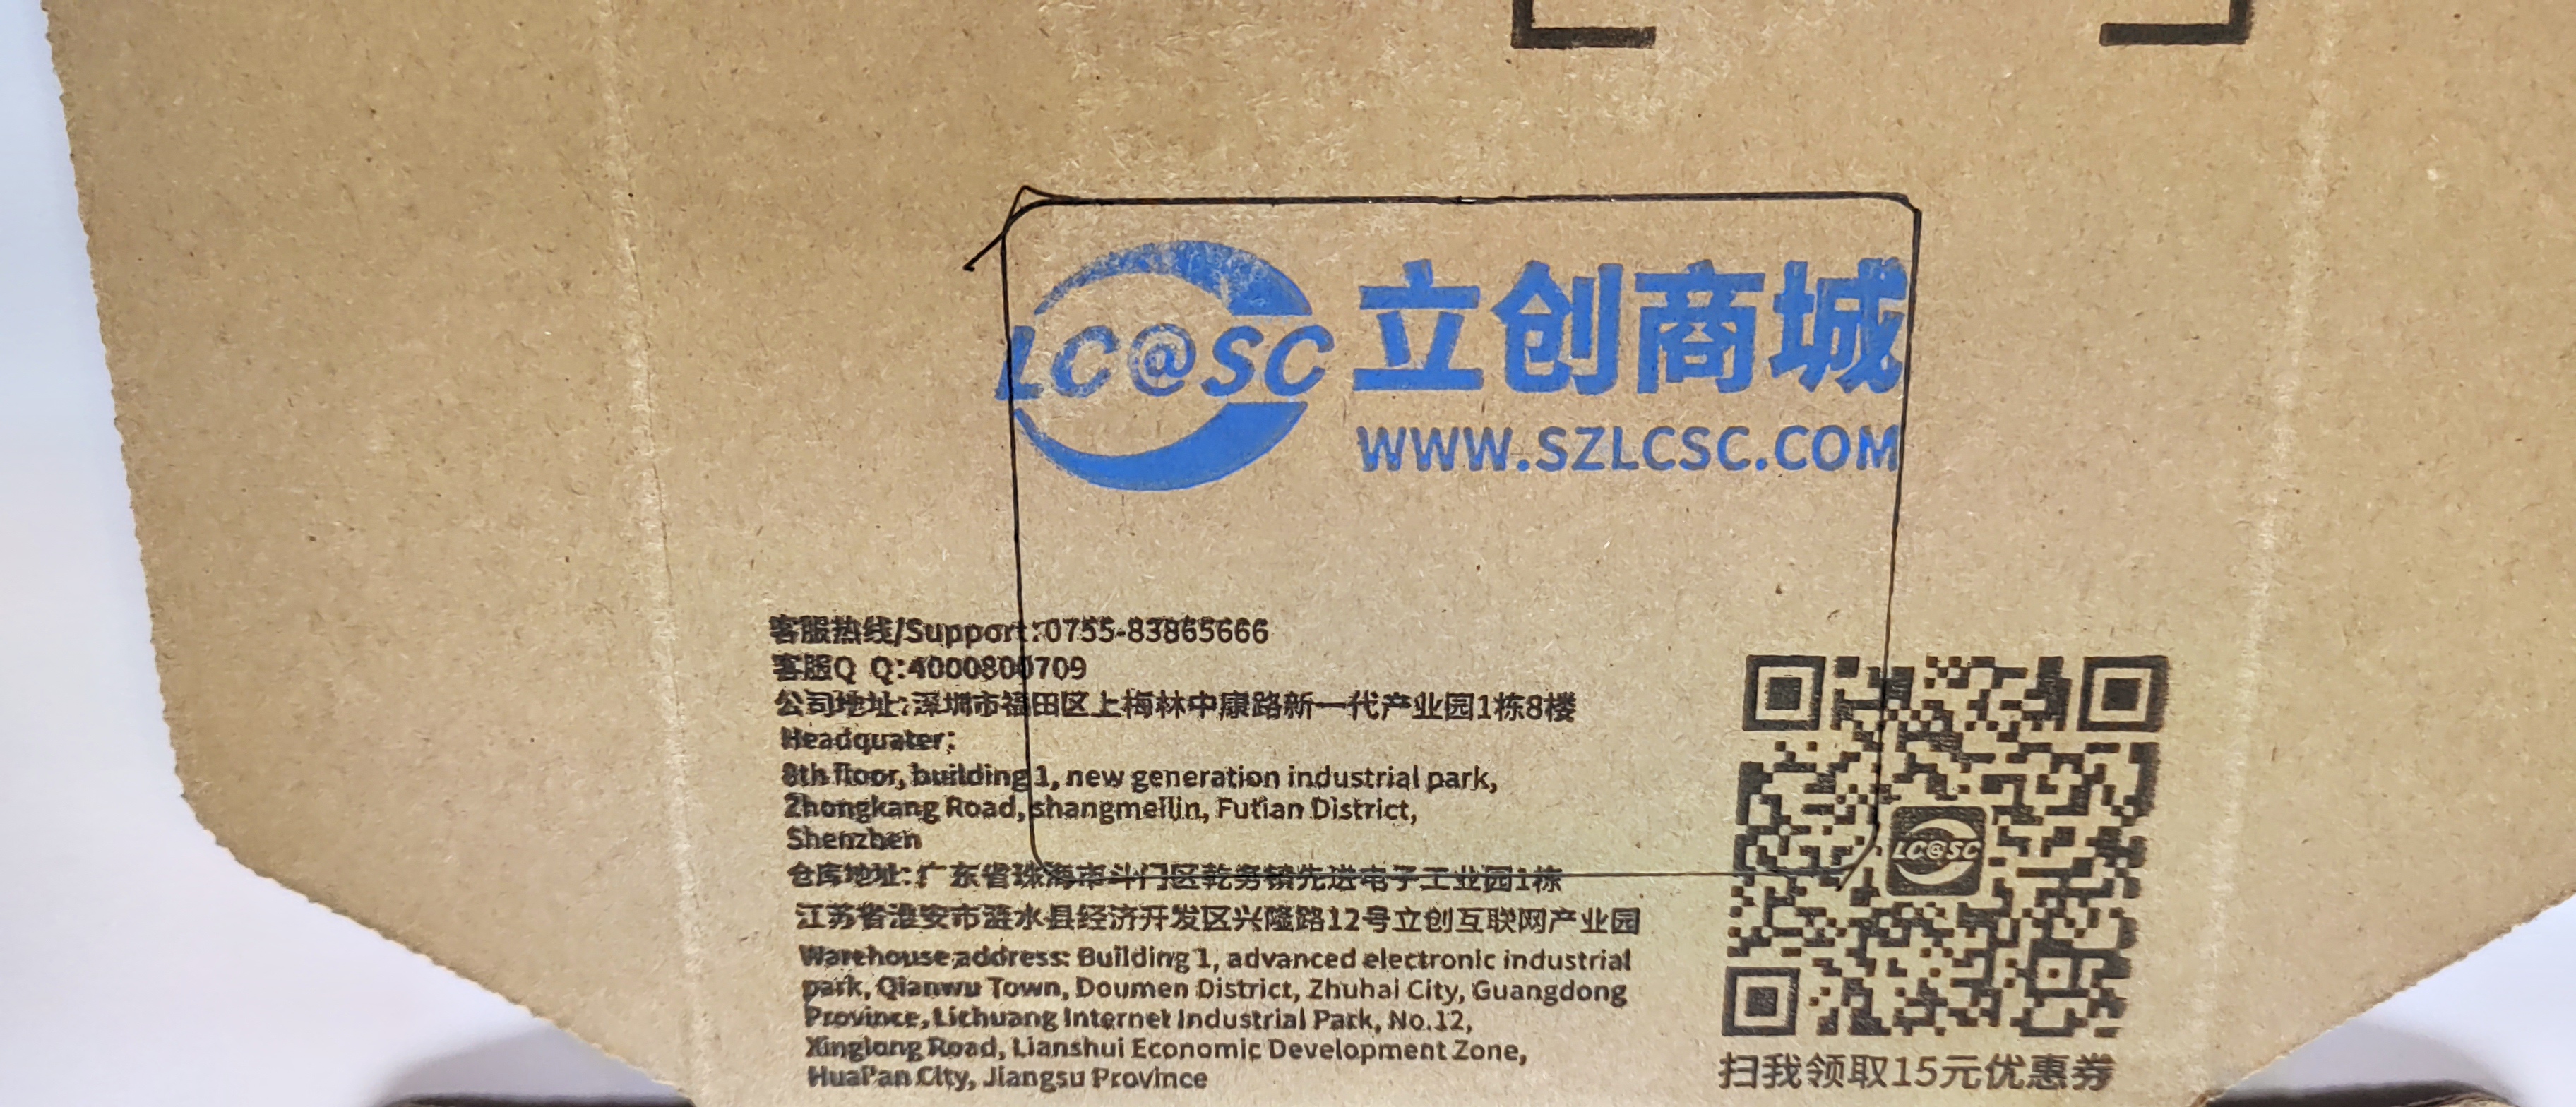 LC@SC 立创商城
WWW.SZLCSC.COM
客服热线/Support:0755-83865666
客服Q Q:4000800709
公司地址:深圳市福田区上梅林中康路新一代产业园1栋8楼
Headquater:
8th floor, building 1, new generation industrial park,
Zhongkang Road, shangmeilin, Futian District,
Shenzhen
仓库地址:广东省珠海市斗门区乾务镇先进电子工业园1栋
江苏省淮安市涟水县经济开发区兴隆路12号立创互联网产业园
Warehouse address: Building 1, advanced electronic industrial
park, Qianwu Town, Doumen District, Zhuhai City, Guangdong
Province, Lichuang Internet Industrial Park, No.12,
Xinglong Road, Lianshui Economic Development Zone,
Huai'an City, Jiangsu Province
LC@SC
扫我领取15元优惠券